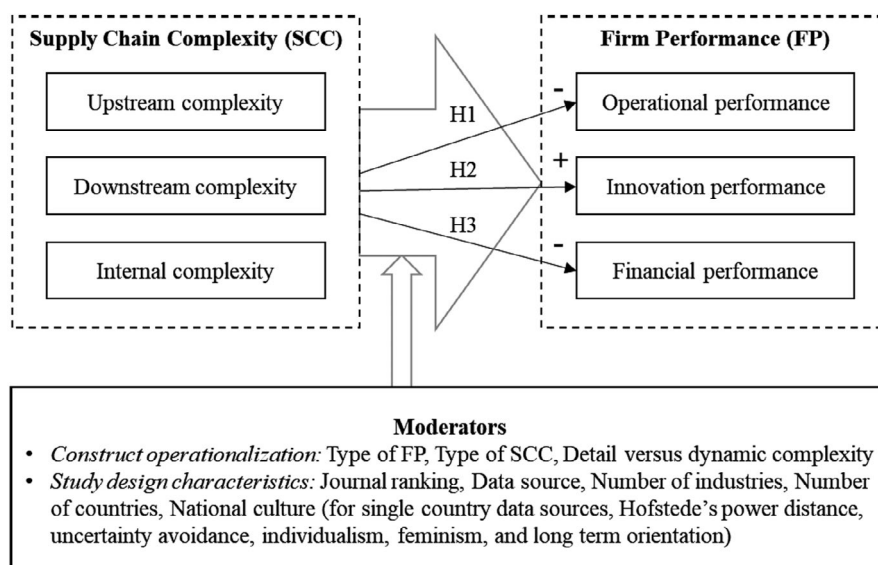 Supply Chain Complexity (SCC)
Upstream complexity
Downstream complexity
Internal complexity
H1
H2
H3
-
+
-
Firm Performance (FP)
Operational performance
Innovation performance
Financial performance
Moderators
• Construct operationalization: Type of FP, Type of SCC, Detail versus dynamic complexity
• Study design characteristics: Journal ranking, Data source, Number of industries, Number
of countries, National culture (for single country data sources, Hofstede’s power distance,
uncertainty avoidance, individualism, feminism, and long term orientation)